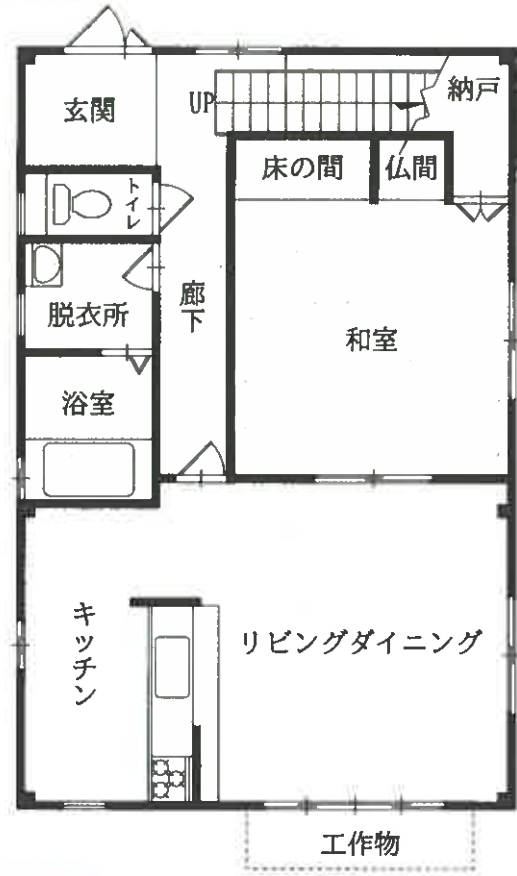 玄関
UP
納戸
床の間
仏間
トイレ
脱衣所
廊下
和室
浴室
キッチン
リビングダイニング
工作物